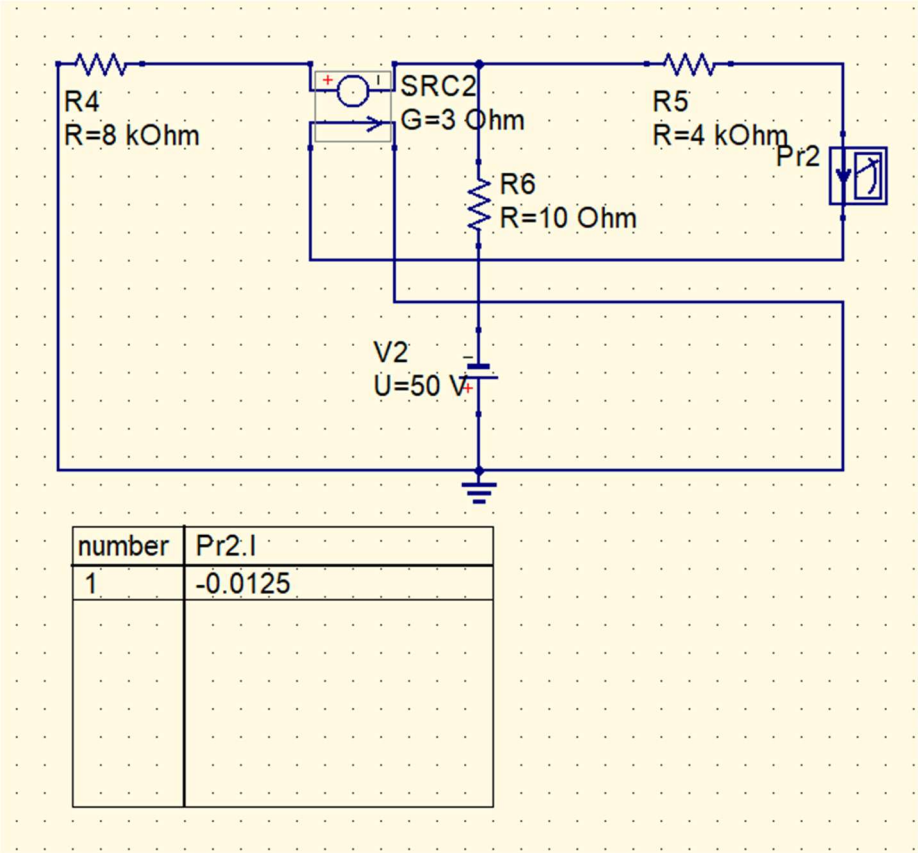 R4
R=8 kOhm
+ I
SRC2
G=3 Ohm
R5
R=4 kOhm
Pr2
R6
R=10 Ohm
V2
U=50 V
−
+
number Pr2.I
1 -0.0125